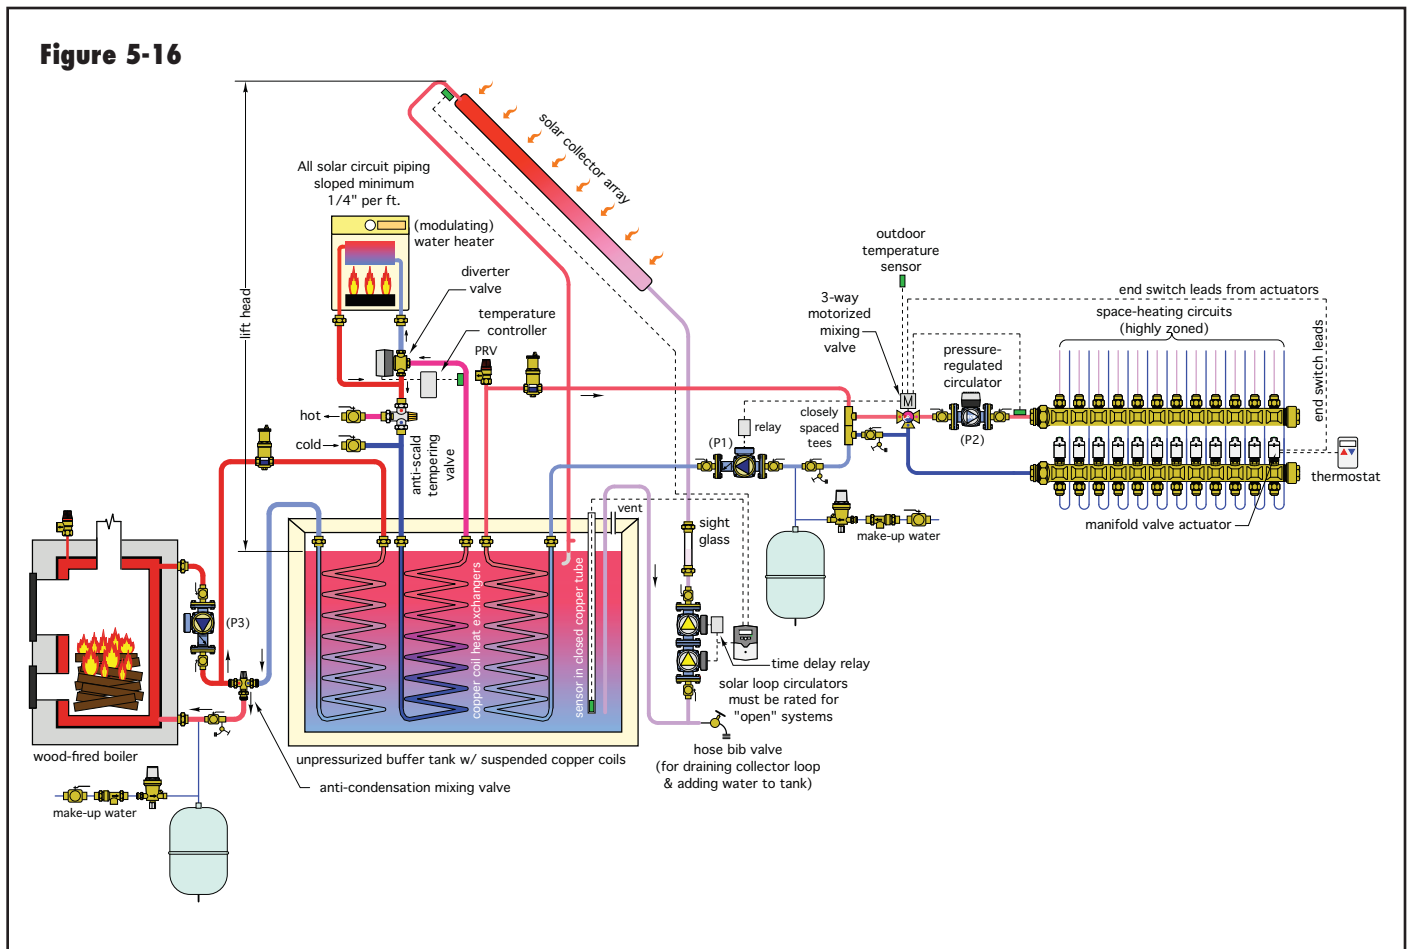 Figure 5-16
All solar circuit piping
sloped minimum
1/4" per ft.
(modulating)
water heater
diverter
valve
temperature
controller
PRV
lift head
solar collector array
hot
cold
anti-scald
tempering
valve
outdoor
temperature
sensor
3-way
motorized
mixing
valve
M
end switch leads from actuators
space-heating circuits
(highly zoned)
pressure-
regulated
circulator
(P2)
end switch leads
closely
spaced
tees
relay
(P1)
thermostat
manifold valve actuator
make-up water
vent
sight
glass
copper coil heat exchangers
sensor in closed copper tube
(P3)
time delay relay
solar loop circulators
must be rated for
"open" systems
hose bib valve
(for draining collector loop
& adding water to tank)
wood-fired boiler
unpressurized buffer tank w/ suspended copper coils
anti-condensation mixing valve
make-up water